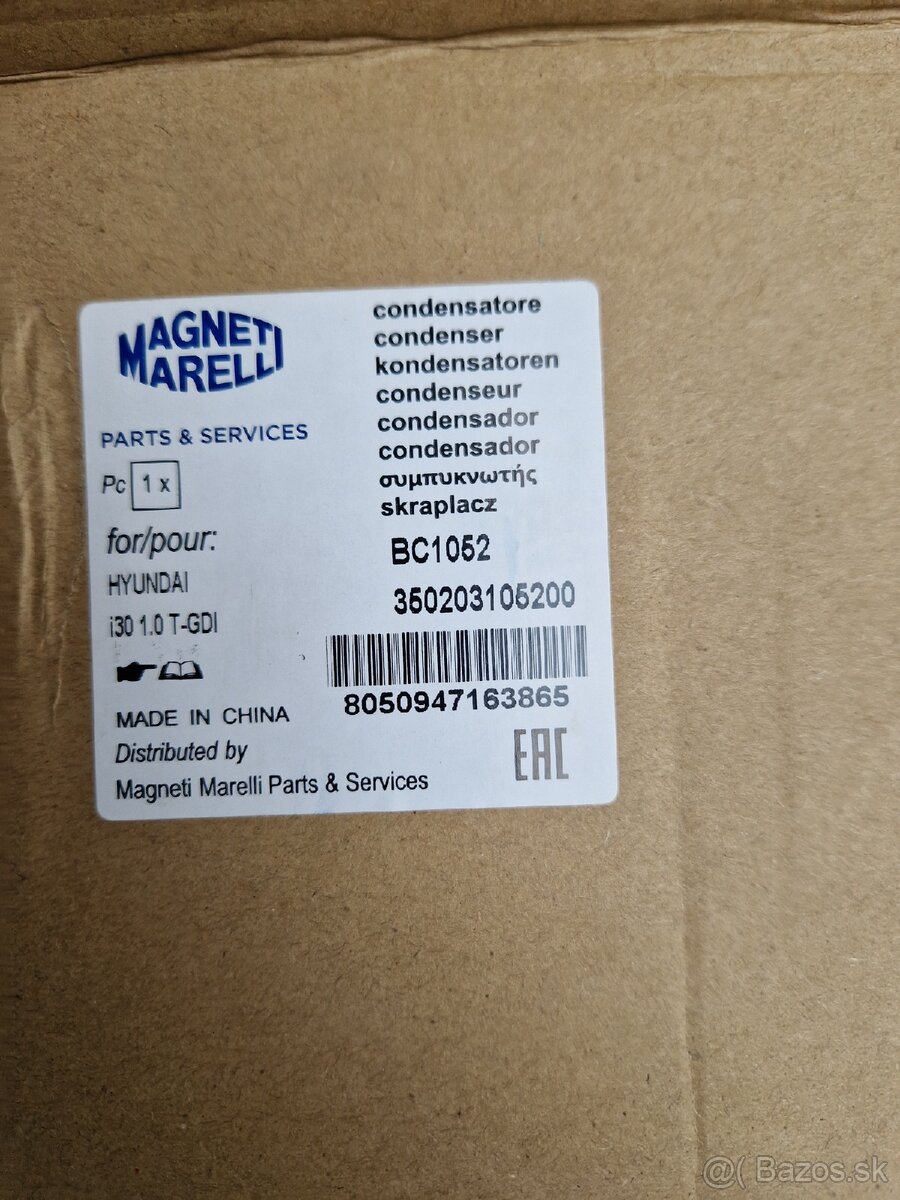 MAGNETI
MARELLI
PARTS & SERVICES
Pc 1 x
for/pour:
HYUNDAI
i30 1.0 T-GDI
MADE IN CHINA
Distributed by
Magneti Marelli Parts & Services
condensatore
condenser
kondensatoren
condenseur
condensador
condensador
συμπυκνωτής
skraplacz
BC1052
350203105200
8050947163865
EAC
@( Bazos.sk